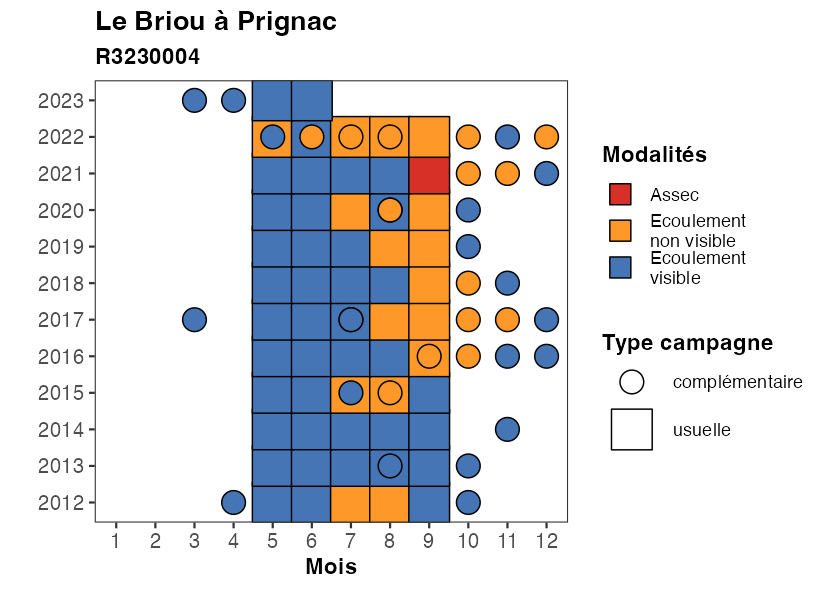 Le Briou à Prignac
R3230004
2023
2022
2021
2020
2019
2018
2017
2016
2015
2014
2013
2012
1 2 3 4 5 6 7 8 9 10 11 12
Mois
Modalités
Assec
Ecoulement
non visible
Ecoulement
visible
Type campagne
complémentaire
usuelle